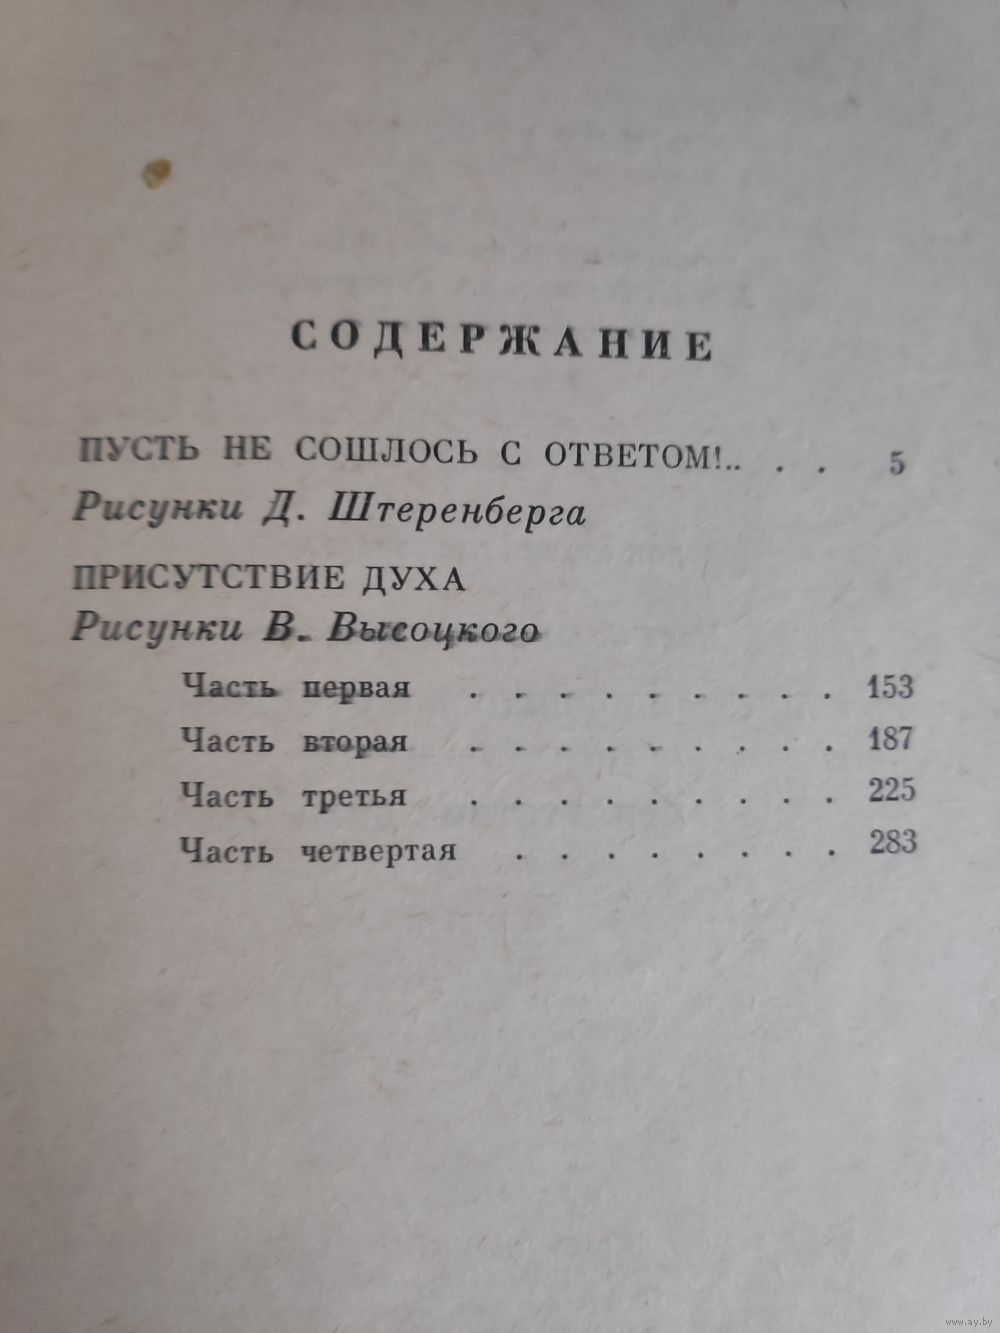 СОДЕРЖАНИЕ
ПУСТЬ НЕ СОШЛОСЬ С ОТВЕТОМ!.. . . 5
Рисунки Д. Штеренберга
ПРИСУТСТВИЕ ДУХА
Рисунки В. Высоцкого
Часть первая . . . . . . . . . 153
Часть вторая . . . . . . . . . 187
Часть третья . . . . . . . . . 225
Часть четвертая . . . . . . . . 283
www.ay.by